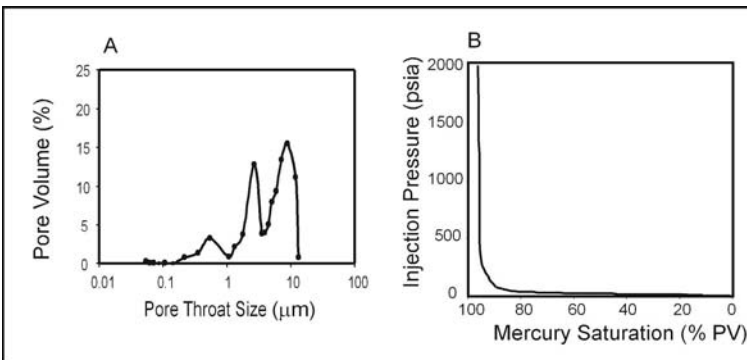 A
25
20
15
10
5
0
Pore Volume (%)
0.01 0.1 1 10 100
Pore Throat Size (μm)
B
2000
1500
1000
500
0
Injection Pressure (psia)
100 80 60 40 20 0
Mercury Saturation (% PV)